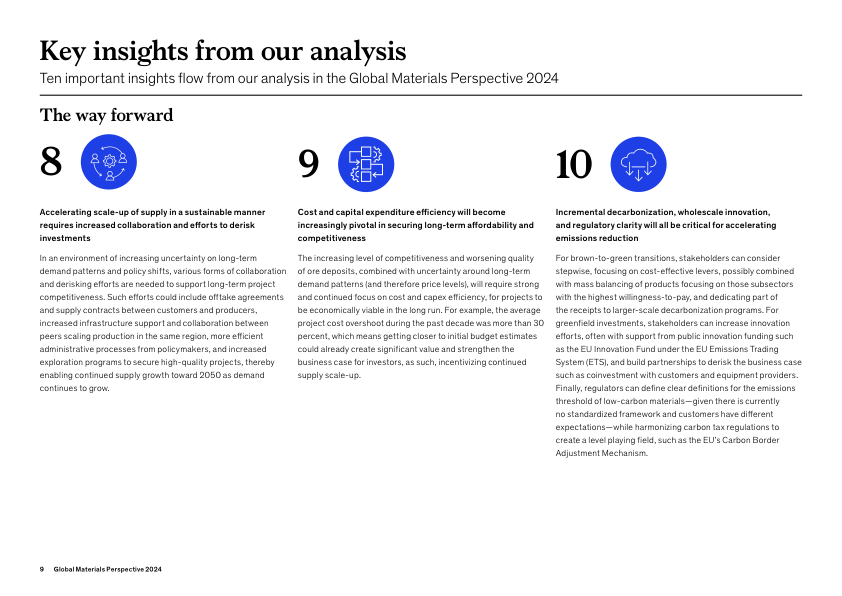 Key insights from our analysis
Ten important insights flow from our analysis in the Global Materials Perspective 2024
The way forward
8
Accelerating scale-up of supply in a sustainable manner
requires increased collaboration and efforts to derisk
investments
In an environment of increasing uncertainty on long-term
demand patterns and policy shifts, various forms of collaboration
and derisking efforts are needed to support long-term project
competitiveness. Such efforts could include offtake agreements
and supply contracts between customers and producers,
increased infrastructure support and collaboration between
peers scaling production in the same region, more efficient
administrative processes from policymakers, and increased
exploration programs to secure high-quality projects, thereby
enabling continued supply growth toward 2050 as demand
continues to grow.
9
Cost and capital expenditure efficiency will become
increasingly pivotal in securing long-term affordability and
competitiveness
The increasing level of competitiveness and worsening quality
of ore deposits, combined with uncertainty around long-term
demand patterns (and therefore price levels), will require strong
and continued focus on cost and capex efficiency, for projects to
be economically viable in the long run. For example, the average
project cost overshoot during the past decade was more than 30
percent, which means getting closer to initial budget estimates
could already create significant value and strengthen the
business case for investors, as such, incentivizing continued
supply scale-up.
10
Incremental decarbonization, wholescale innovation,
and regulatory clarity will all be critical for accelerating
emissions reduction
For brown-to-green transitions, stakeholders can consider
stepwise, focusing on cost-effective levers, possibly combined
with mass balancing of products focusing on those subsectors
with the highest willingness-to-pay, and dedicating part of
the receipts to larger-scale decarbonization programs. For
greenfield investments, stakeholders can increase innovation
efforts, often with support from public innovation funding such
as the EU Innovation Fund under the EU Emissions Trading
System (ETS), and build partnerships to derisk the business case
such as coinvestment with customers and equipment providers.
Finally, regulators can define clear definitions for the emissions
threshold of low-carbon materials—given there is currently
no standardized framework and customers have different
expectations—while harmonizing carbon tax regulations to
create a level playing field, such as the EU's Carbon Border
Adjustment Mechanism.
9 Global Materials Perspective 2024